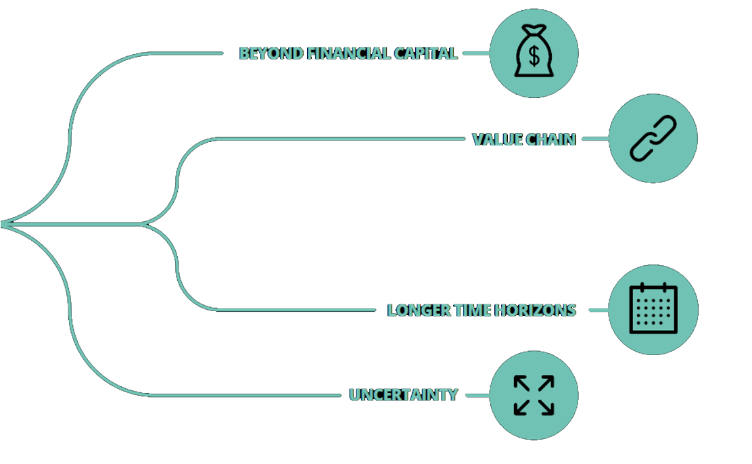 BEYOND FINANCIAL CAPITAL
$
VALUE CHAIN
LONGER TIME HORIZONS
UNCERTAINTY